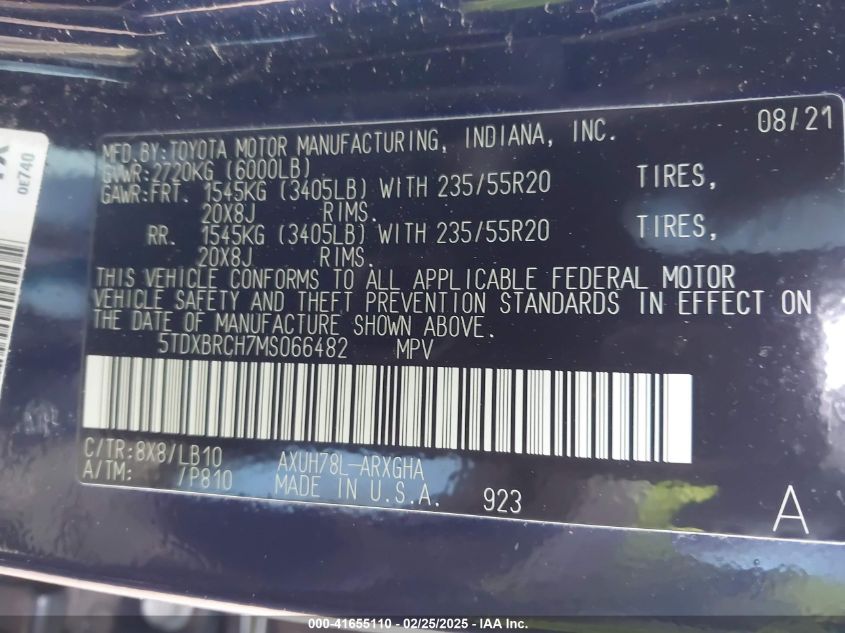 08/21
MFD.BY:TOYOTA MOTOR MANUFACTURING, INDIANA, INC.
GVWR:2720KG (6000LB)
GAWR:FRT. 1545KG (3405LB) WITH 235/55R20 TIRES,
20X8J RIMS.
RR. 1545KG (3405LB) WITH 235/55R20 TIRES,
20X8J RIMS.
THIS VEHICLE CONFORMS TO ALL APPLICABLE FEDERAL MOTOR
VEHICLE SAFETY AND THEFT PREVENTION STANDARDS IN EFFECT ON
THE DATE OF MANUFACTURE SHOWN ABOVE.
5TDXBRCH7MS066482 MPV
C/TR:8X8/LB10 AXUH78L-ARXGHA
A/TM: /P810 MADE IN U.S.A. 923
A
0E740
000-41655110 - 02/25/2025 - IAA Inc.